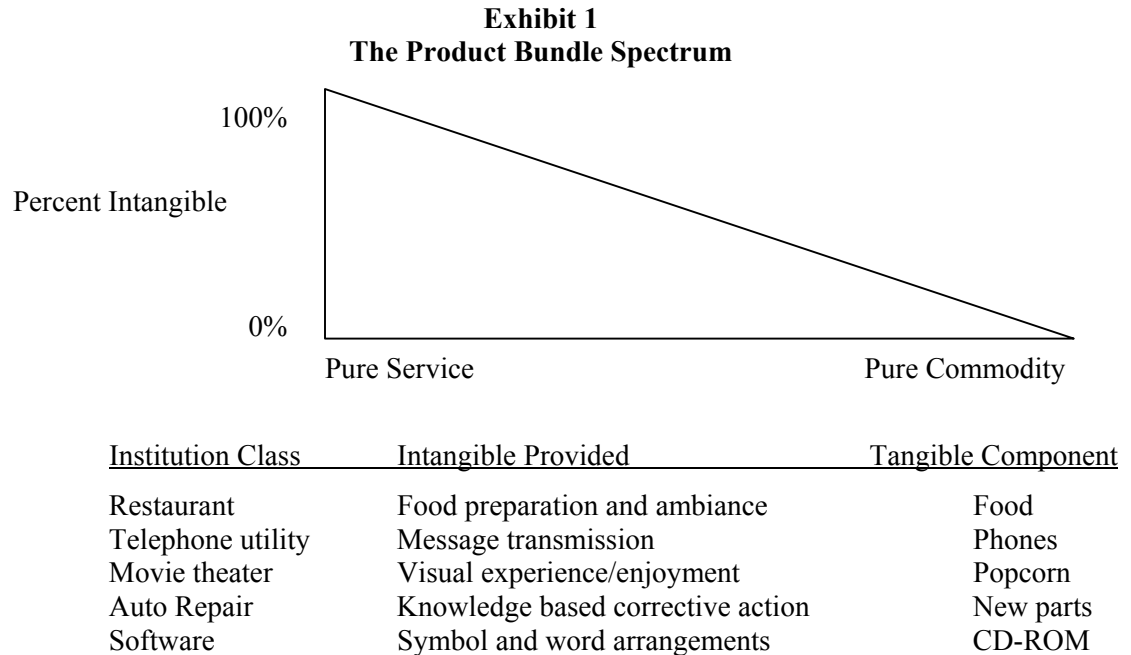 Exhibit 1
The Product Bundle Spectrum
100%
Percent Intangible
0%
Pure Service Pure Commodity
Institution Class Intangible Provided Tangible Component
Restaurant Food preparation and ambiance Food
Telephone utility Message transmission Phones
Movie theater Visual experience/enjoyment Popcorn
Auto Repair Knowledge based corrective action New parts
Software Symbol and word arrangements CD-ROM